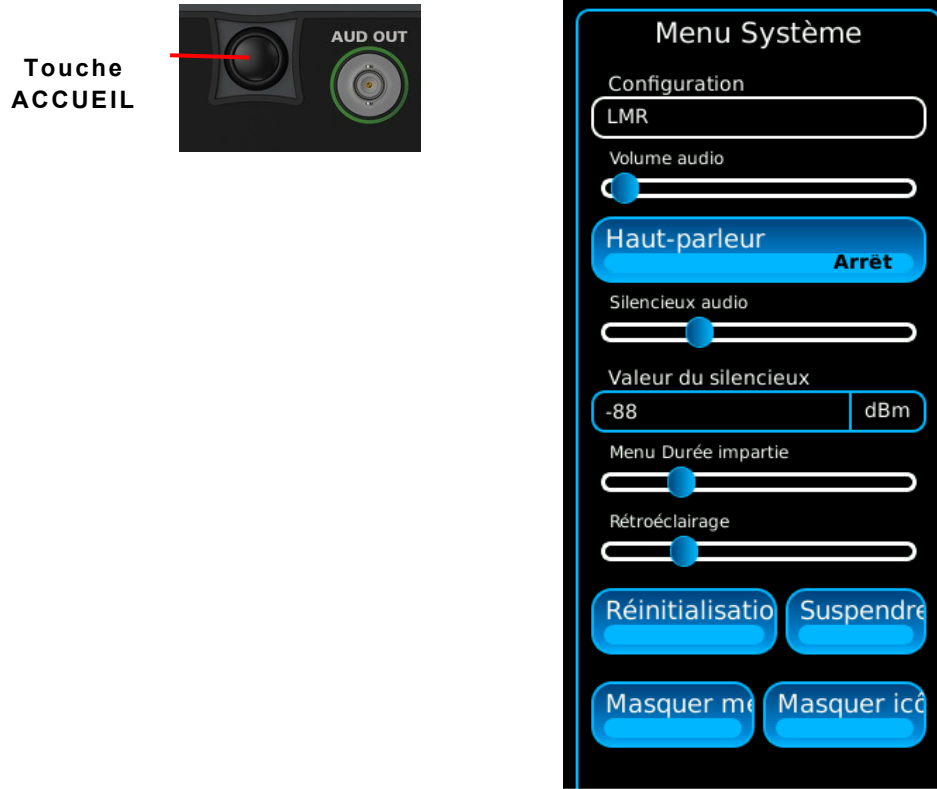 Touche
ACCUEIL
AUD OUT
Menu Système
Configuration
LMR
Volume audio
Haut-parleur
Arrët
Silencieux audio
Valeur du silencieux
-88 dBm
Menu Durée impartie
Rétroéclairage
Réinitialisatio Suspendre
Masquer me Masquer icô